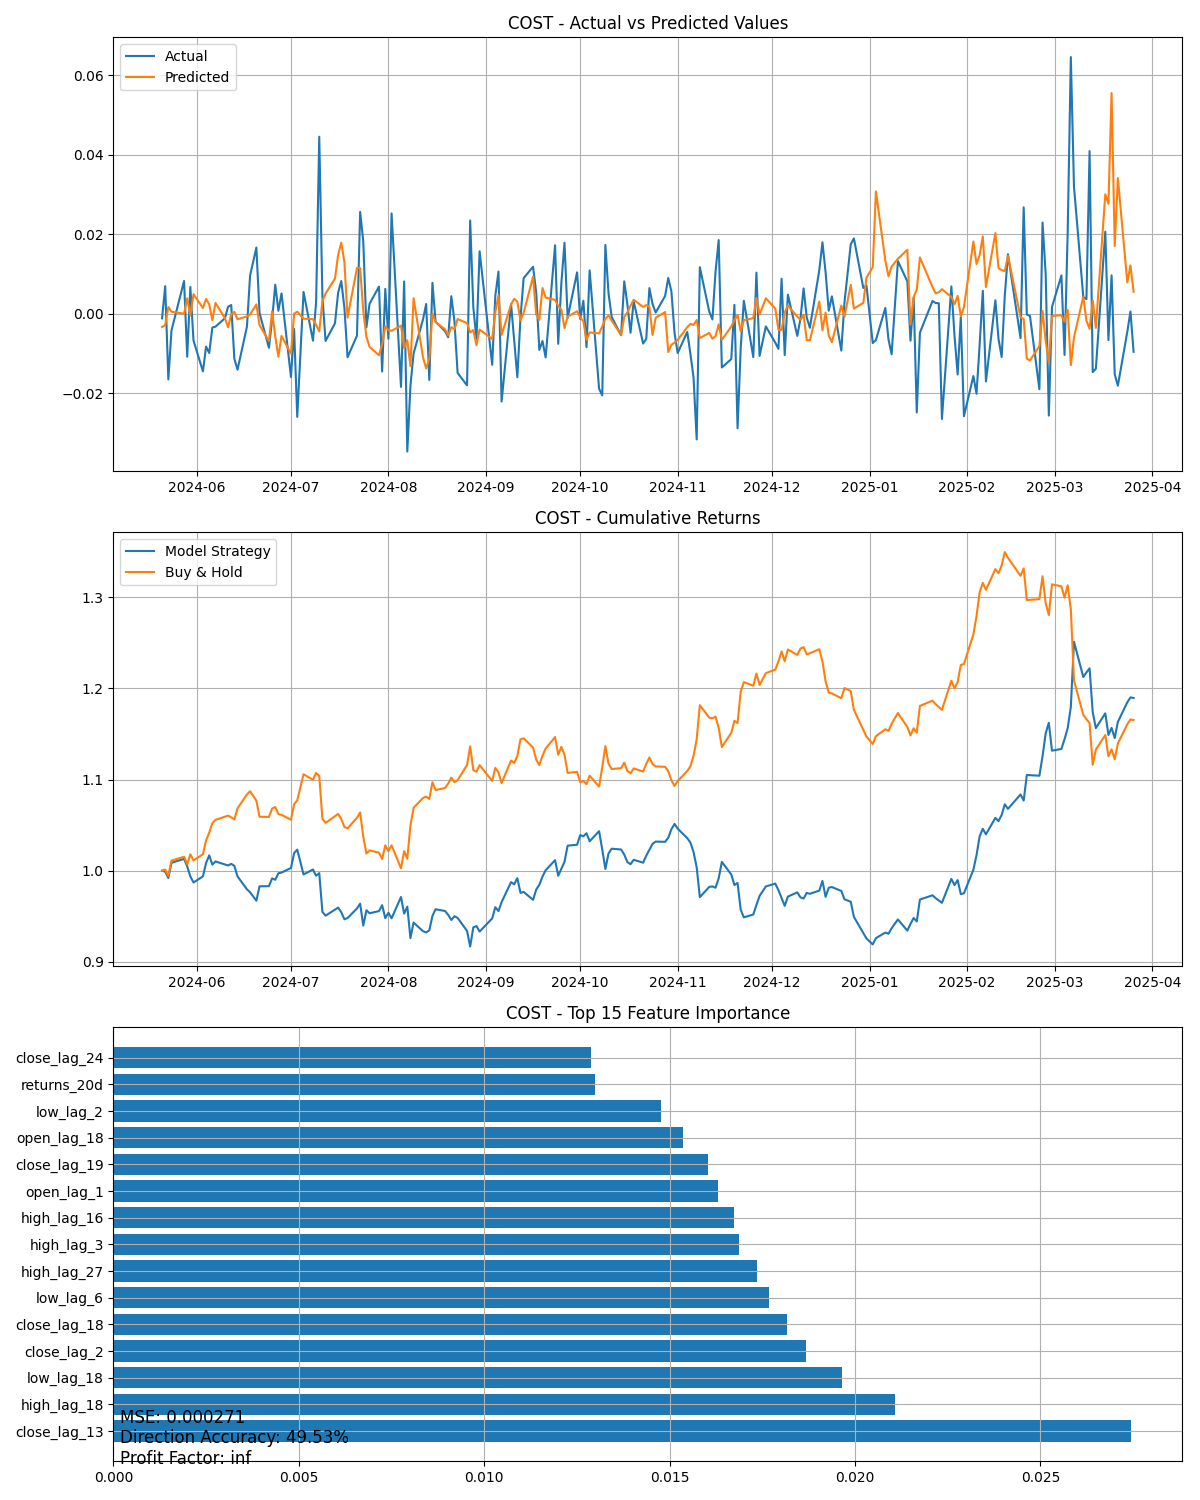 COST - Actual vs Predicted Values
Actual
Predicted
0.06
0.04
0.02
0.00
−0.02
2024-06 2024-07 2024-08 2024-09 2024-10 2024-11 2024-12 2025-01 2025-02 2025-03 2025-04
COST - Cumulative Returns
Model Strategy
Buy & Hold
1.3
1.2
1.1
1.0
0.9
2024-06 2024-07 2024-08 2024-09 2024-10 2024-11 2024-12 2025-01 2025-02 2025-03 2025-04
COST - Top 15 Feature Importance
close_lag_24
returns_20d
low_lag_2
open_lag_18
close_lag_19
open_lag_1
high_lag_16
high_lag_3
high_lag_27
low_lag_6
close_lag_18
close_lag_2
low_lag_18
high_lag_18
close_lag_13
MSE: 0.000271
Direction Accuracy: 49.53%
Profit Factor: inf
0.000 0.005 0.010 0.015 0.020 0.025